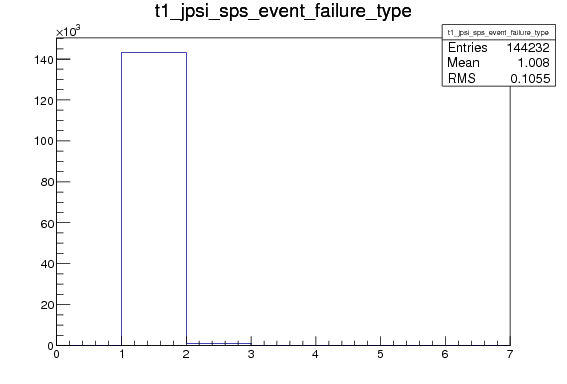 t1_jpsi_sps_event_failure_type
×10³
t1_jpsi_sps_event_failure_type
Entries 144232
Mean 1.008
RMS 0.1055
140
120
100
80
60
40
20
0
0 1 2 3 4 5 6 7